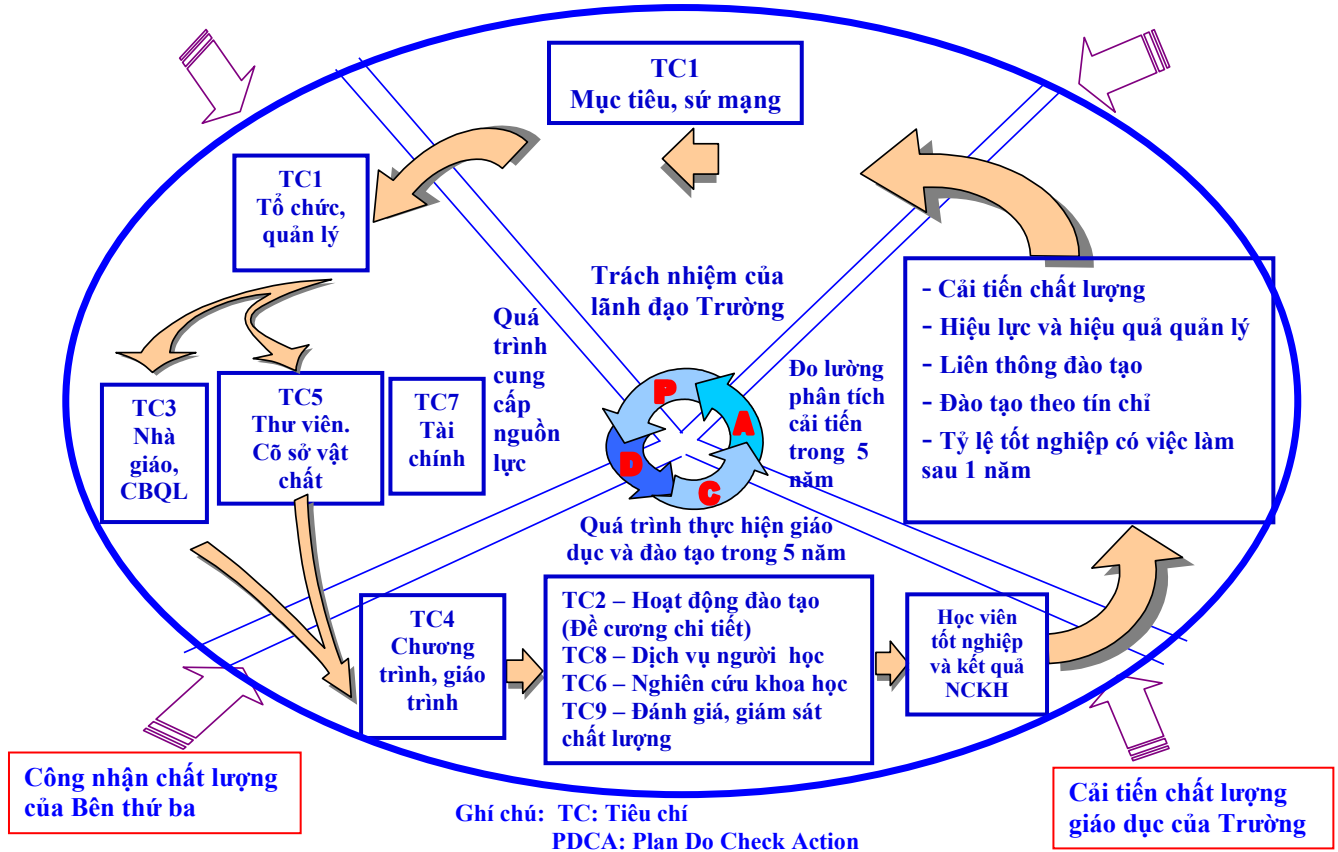 TC1
Mục tiêu, sứ mạng
TC1
Tổ chức,
quản lý
Trách nhiệm của
lãnh đạo Trường
- Cải tiến chất lượng
- Hiệu lực và hiệu quả quản lý
- Liên thông đào tạo
- Đào tạo theo tín chỉ
- Tỷ lệ tốt nghiệp có việc làm
sau 1 năm
Quá
trình
cung
cấp
nguồn
lực
TC3
Nhà
giáo,
CBQL
TC5
Thư viên.
Cõ sở vật
chất
TC7
Tài
chính
P
A
D
C
Đo lường
phân tích
cải tiến
trong 5
năm
Quá trình thực hiện giáo
dục và đào tạo trong 5 năm
TC4
Chương
trình, giáo
trình
TC2 – Hoạt động đào tạo
(Đề cương chi tiết)
TC8 – Dịch vụ người học
TC6 – Nghiên cứu khoa học
TC9 – Đánh giá, giám sát
chất lượng
Học viên
tốt nghiệp
và kết quả
NCKH
Công nhận chất lượng
của Bên thứ ba
Cải tiến chất lượng
giáo dục của Trường
Ghí chú: TC: Tiêu chí
PDCA: Plan Do Check Action